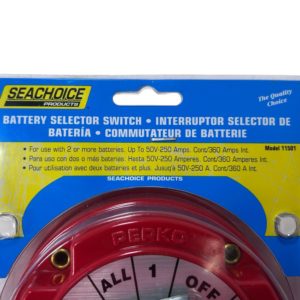 SEACHOICE
PRODUCTS
The Quality
Choice
BATTERY SELECTOR SWITCH • INTERRUPTOR SELECTOR DE
BATERÍA • COMMUTATEUR DE BATTERIE
• For use with 2 or more batteries. Up To 50V-250 Amps. Cont/360 Amps Int.
Model 11501
• Para uso con dos o más baterías. Hasta 50V-250 Amperes. Cont/360 Amperes Int.
• Pour utilisation avec deux batteries et plus. Jusqu'à 50V-250 A. Cont/360 A Int.
SEACHOICE PRODUCTS
PERKO
ALL 1 OFF